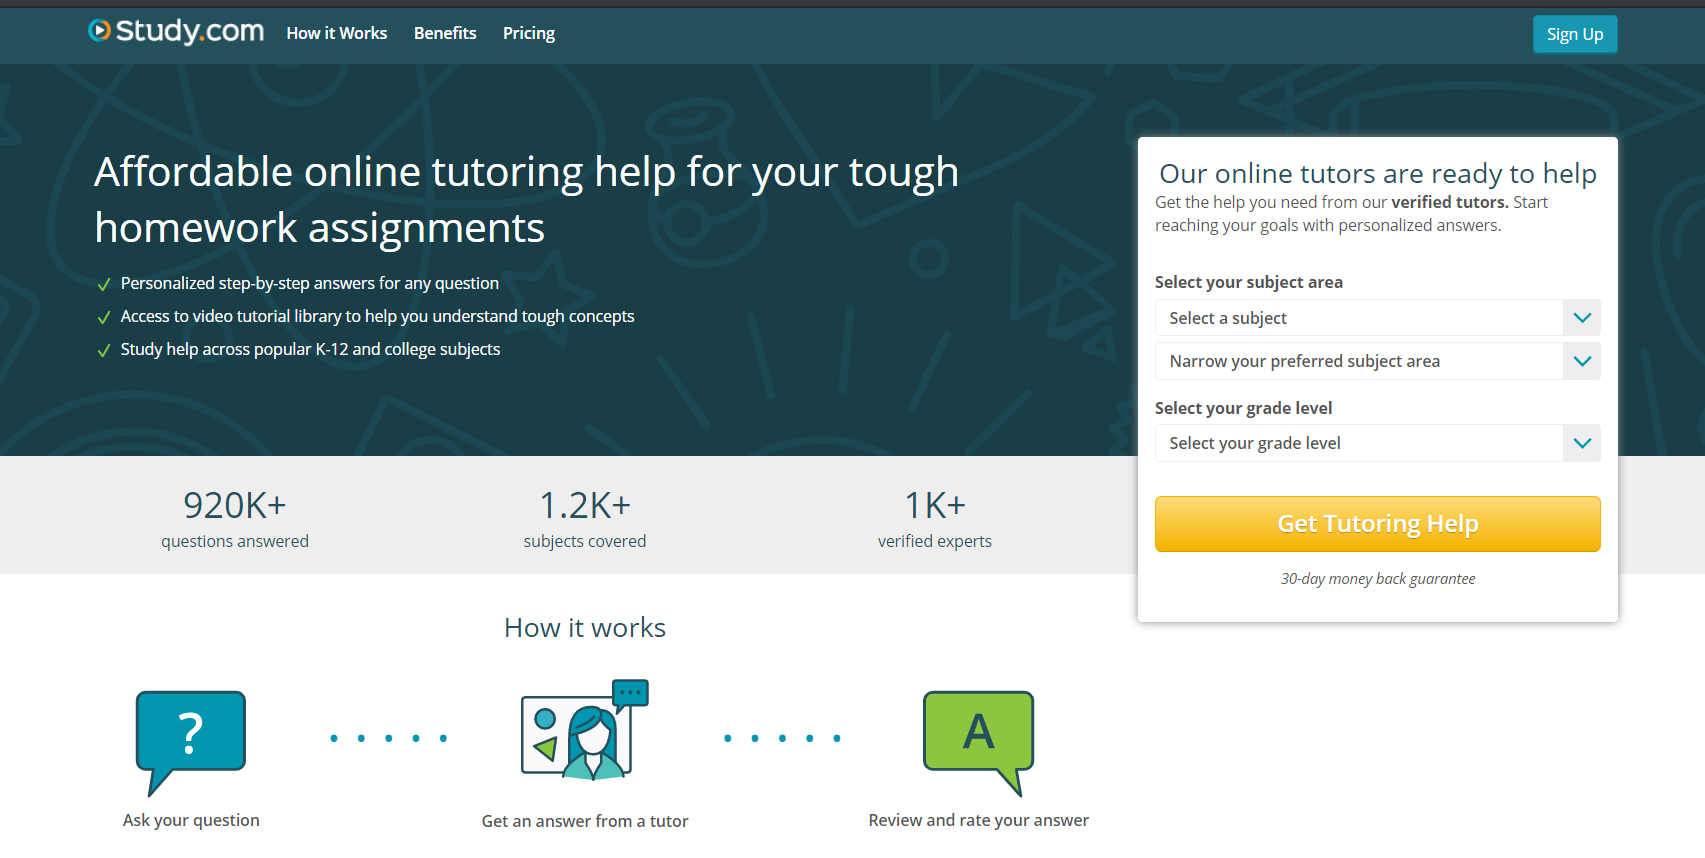 Study.com
How it Works
Benefits
Pricing
Sign Up
Affordable online tutoring help for your tough
homework assignments
Personalized step-by-step answers for any question
Access to video tutorial library to help you understand tough concepts
Study help across popular K-12 and college subjects
Our online tutors are ready to help
Get the help you need from our verified tutors. Start
reaching your goals with personalized answers.
Select your subject area
Select a subject
Narrow your preferred subject area
Select your grade level
Select your grade level
Get Tutoring Help
30-day money back guarantee
920K+
questions answered
1.2K+
subjects covered
1K+
verified experts
How it works
?
Ask your question
Get an answer from a tutor
A
Review and rate your answer